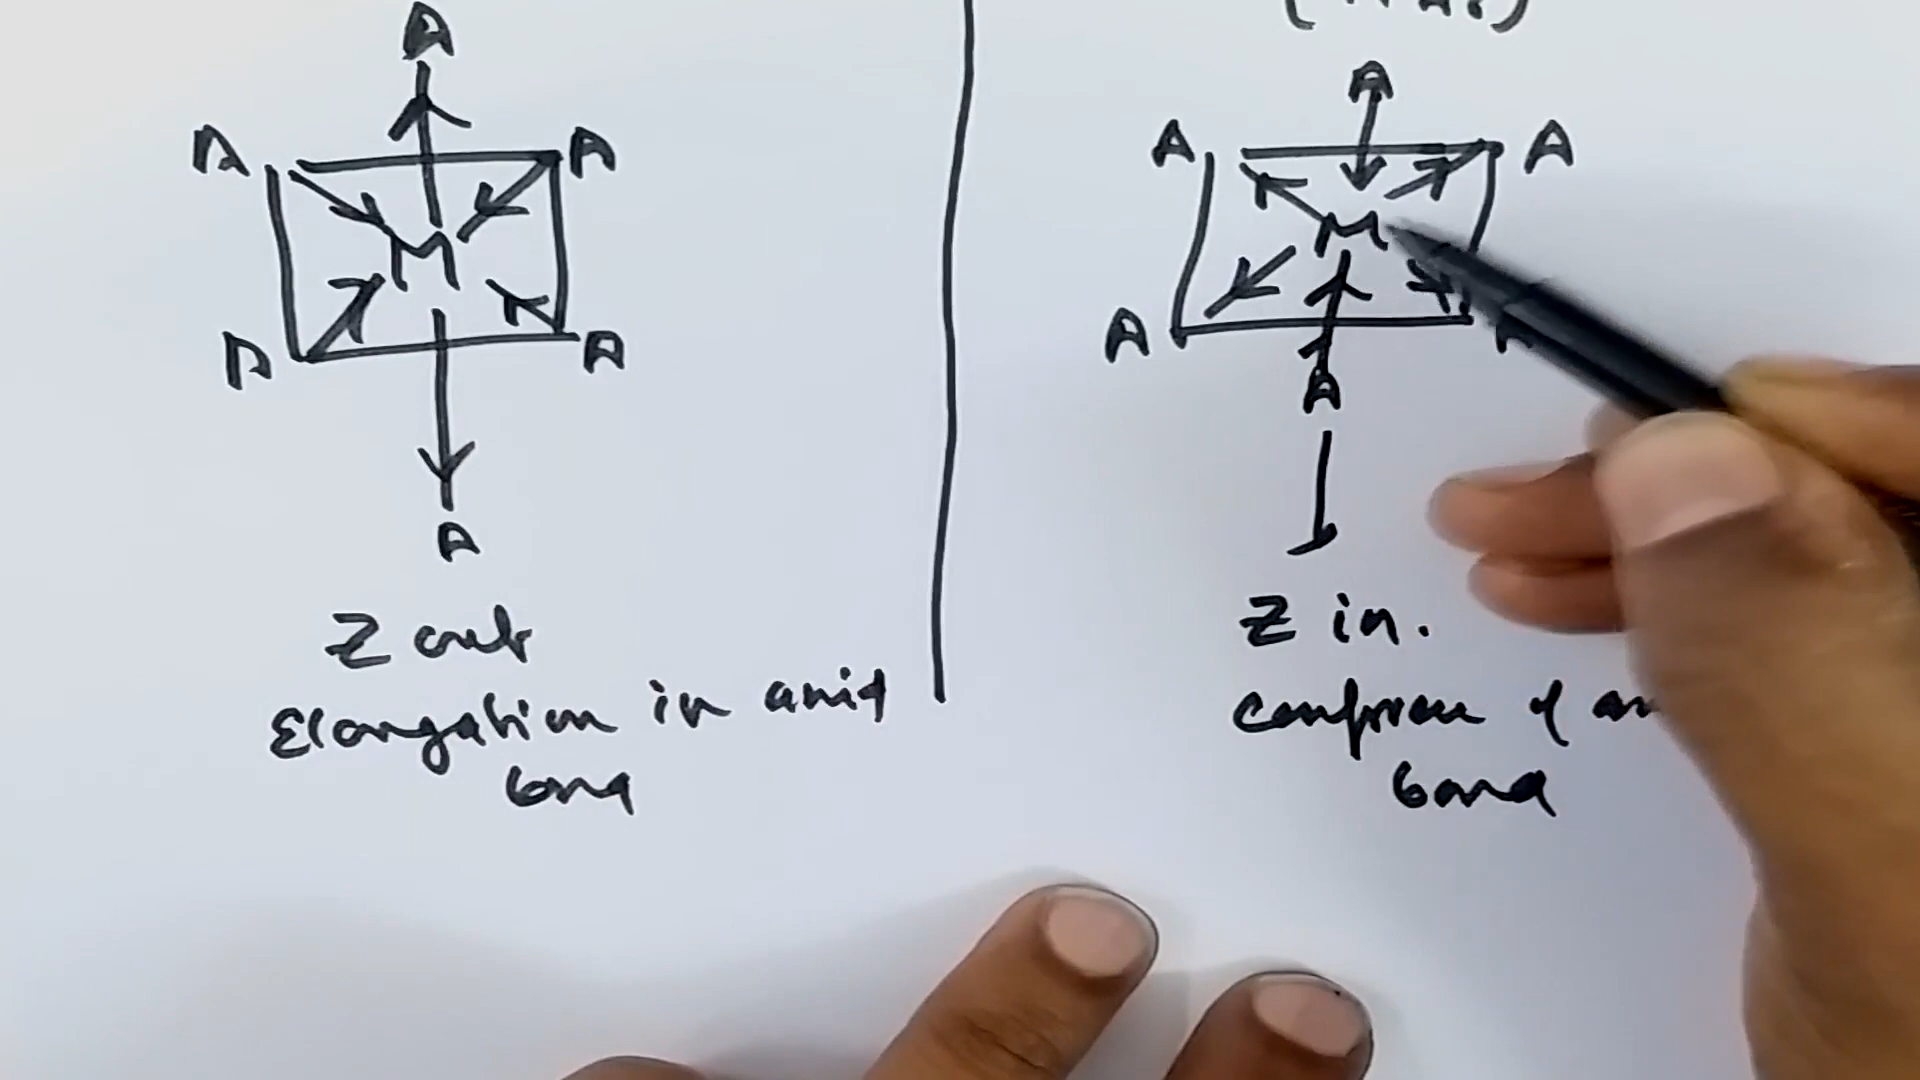 A
A A
M
A A
A
Z out
Elongation in axial
bond
A
A A
M
A
A
Z in.
bond